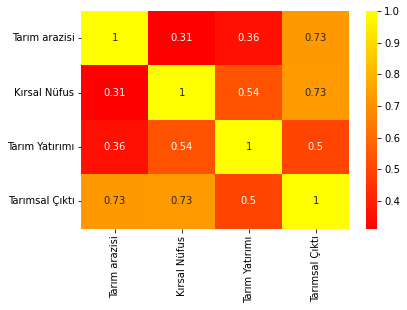 Tarım arazisi 1 0.31 0.36 0.73
Kırsal Nüfus 0.31 1 0.54 0.73
Tarım Yatırımı 0.36 0.54 1 0.5
Tarımsal Çıktı 0.73 0.73 0.5 1
Tarım arazisi
Kırsal Nüfus
Tarım Yatırımı
Tarımsal Çıktı
1.0
0.9
0.8
0.7
0.6
0.5
0.4